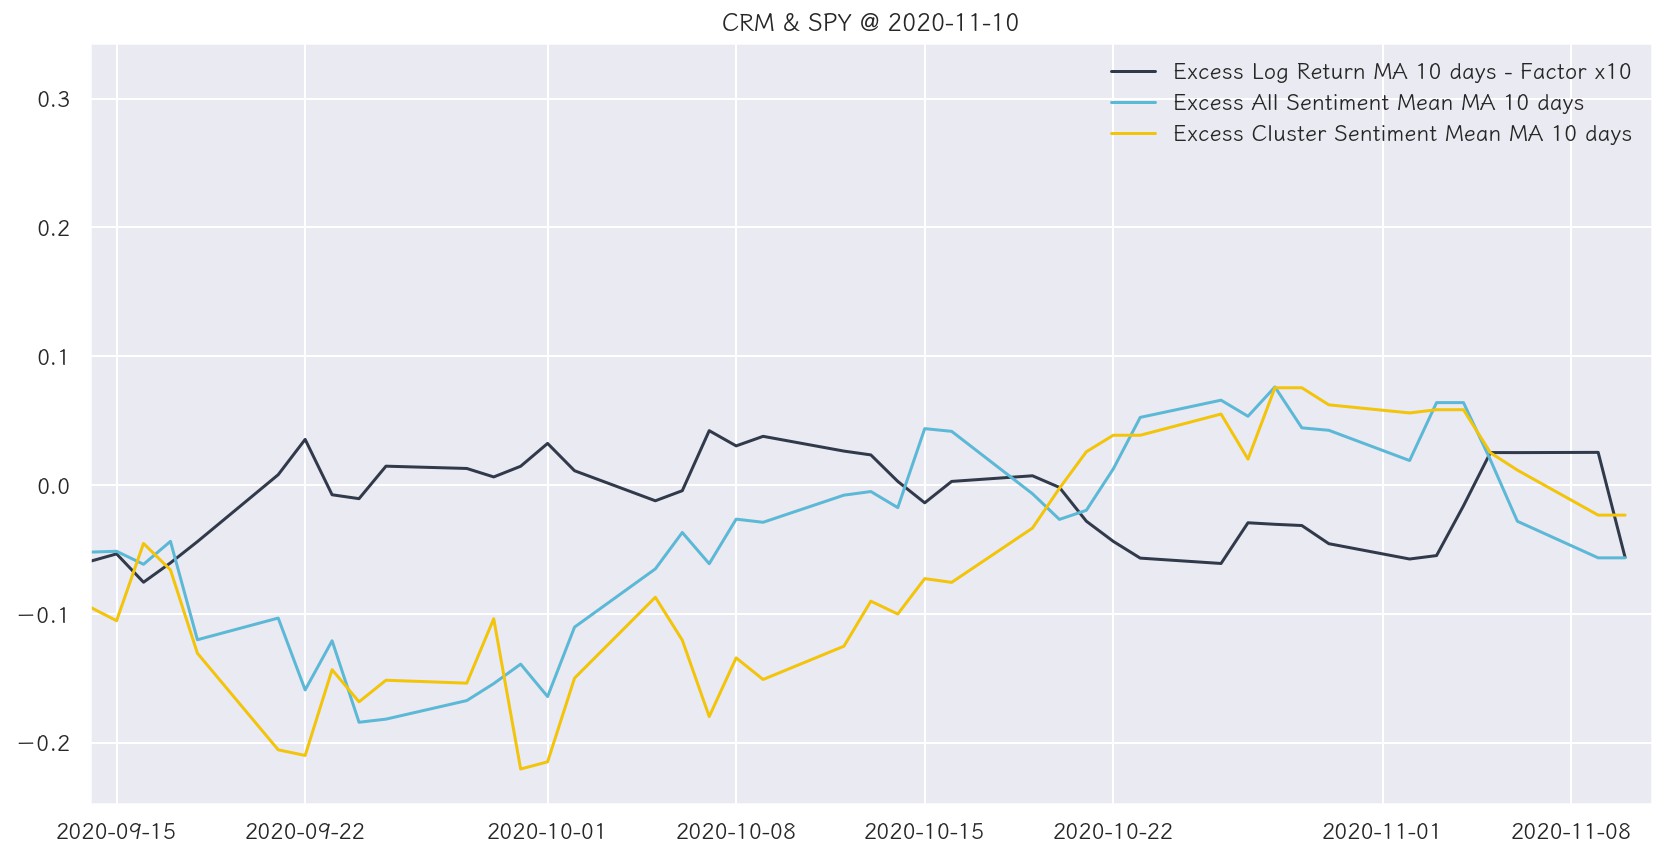 CRM & SPY @ 2020-11-10
Excess Log Return MA 10 days - Factor x10
Excess All Sentiment Mean MA 10 days
Excess Cluster Sentiment Mean MA 10 days
0.3
0.2
0.1
0.0
−0.1
−0.2
2020-09-15 2020-09-22 2020-10-01 2020-10-08 2020-10-15 2020-10-22 2020-11-01 2020-11-08